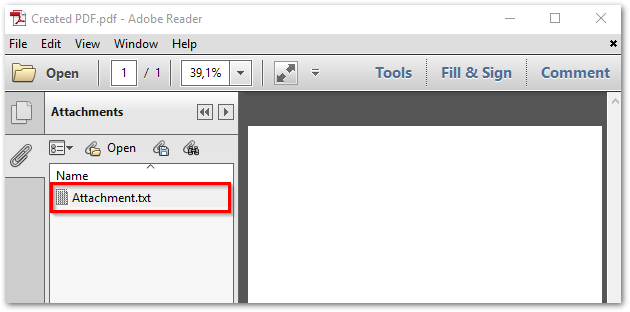 Created PDF.pdf - Adobe Reader
File Edit View Window Help
Open 1 / 1 39,1% Tools Fill & Sign Comment
Attachments
Open
Name
Attachment.txt